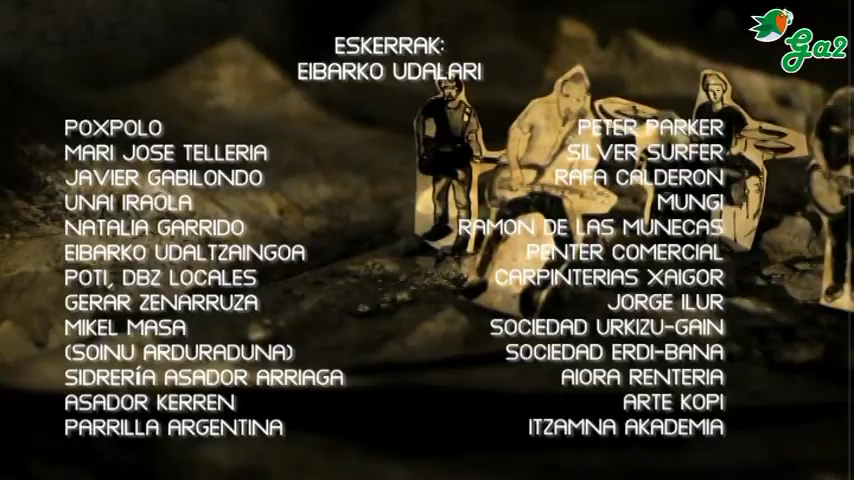 ESKERRAK:
EIBARKO UDALARI
Ga2
POXPOLO
MARI JOSE TELLERIA
JAVIER GABILONDO
UNAI IRAOLA
NATALIA GARRIDO
EIBARKO UDALTZAINGOA
POTI, DBZ LOCALES
GERAR ZENARRUZA
MIKEL MASA
(SOINU ARDURADUNA)
SIDRERíA ASADOR ARRIAGA
ASADOR KERREN
PARRILLA ARGENTINA
PETER PARKER
SILVER SURFER
RAFA CALDERON
MUNGI
RAMON DE LAS MUNECAS
PENTER COMERCIAL
CARPINTERIAS XAIGOR
JORGE ILUR
SOCIEDAD URKIZU-GAIN
SOCIEDAD ERDI-BANA
AIORA RENTERIA
ARTE KOPI
ITZAMNA AKADEMIA